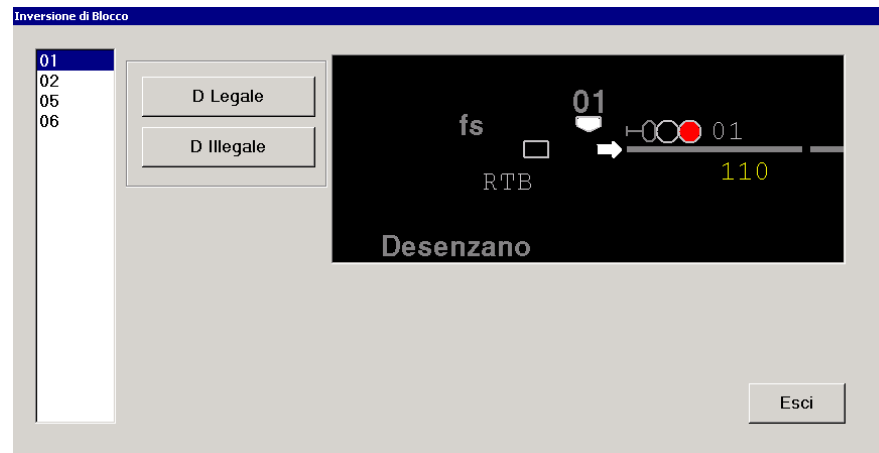 Inversione di Blocco
01
02
05
06
D Legale
D Illegale
01
fs
01
RTB
110
Desenzano
Esci